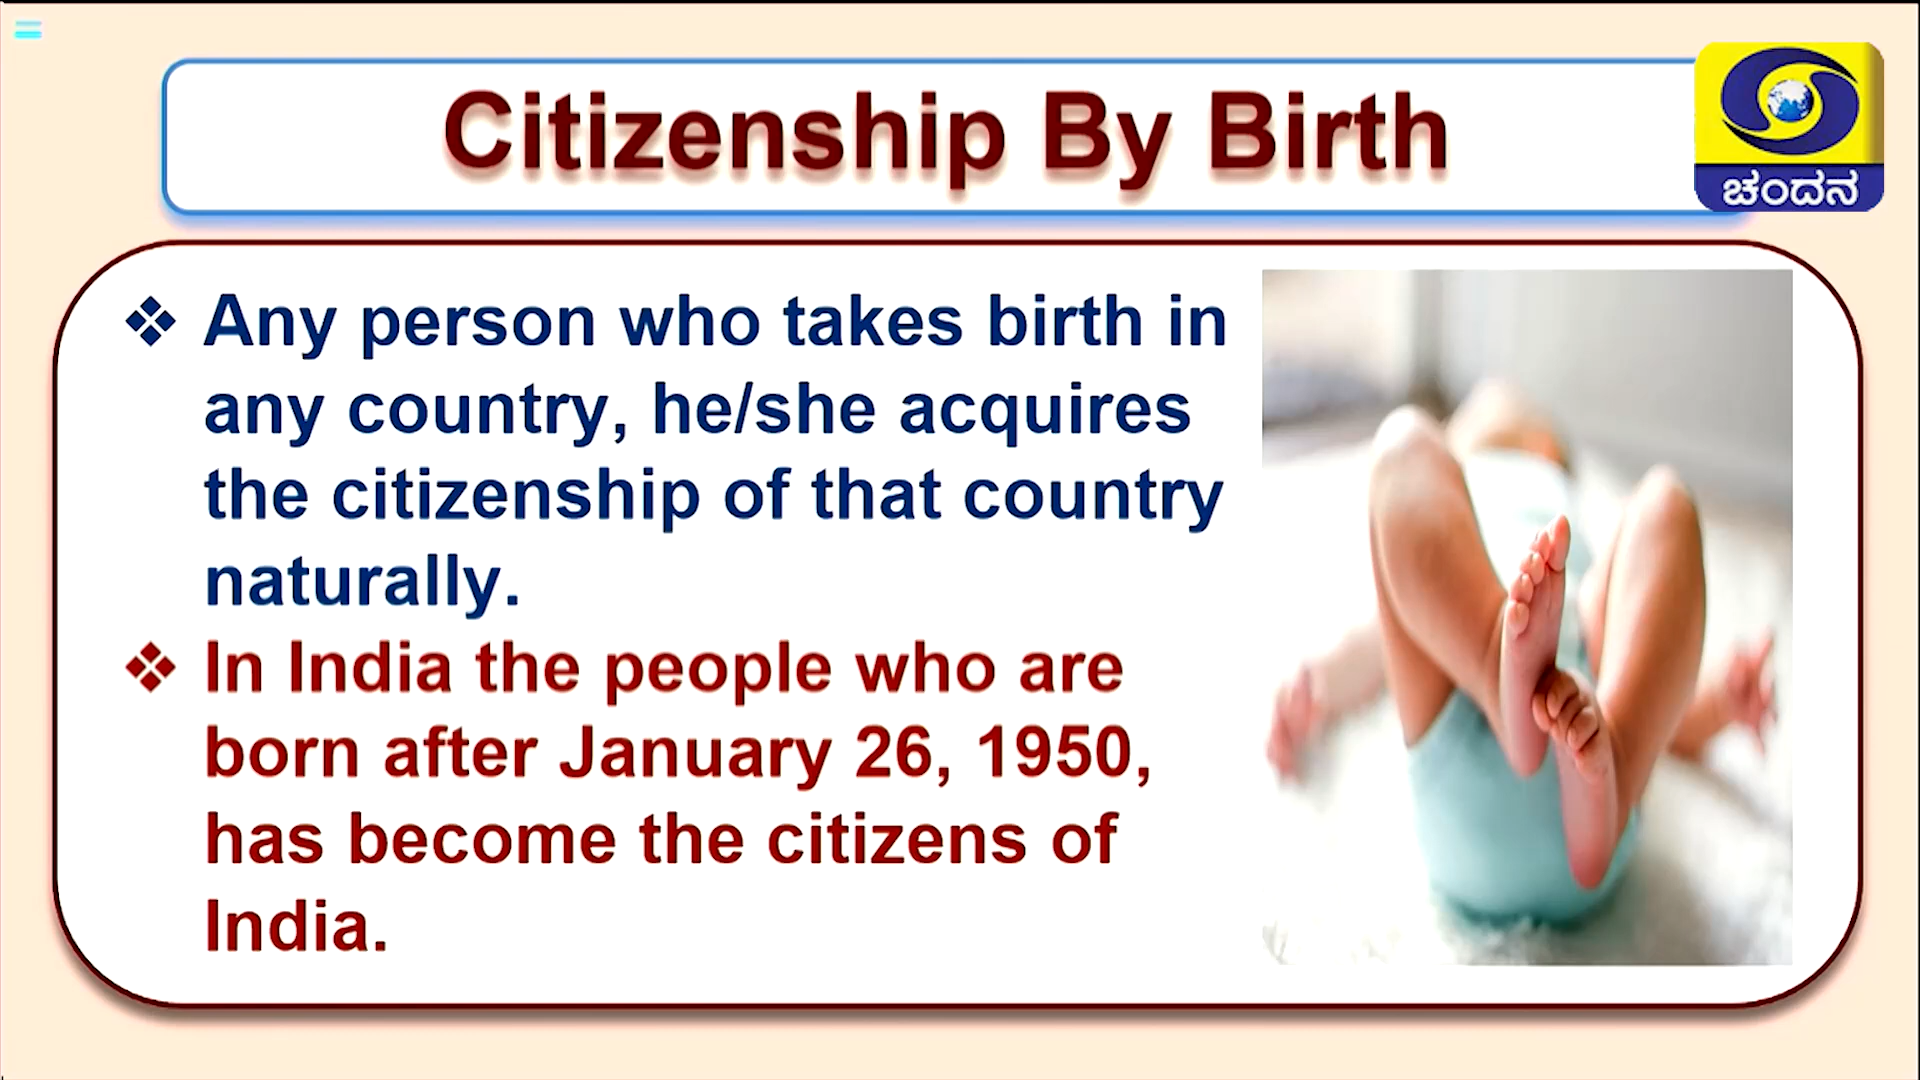 Citizenship By Birth
ಚಂದನ
❖ Any person who takes birth in
any country, he/she acquires
the citizenship of that country
naturally.
❖ In India the people who are
born after January 26, 1950,
has become the citizens of
India.